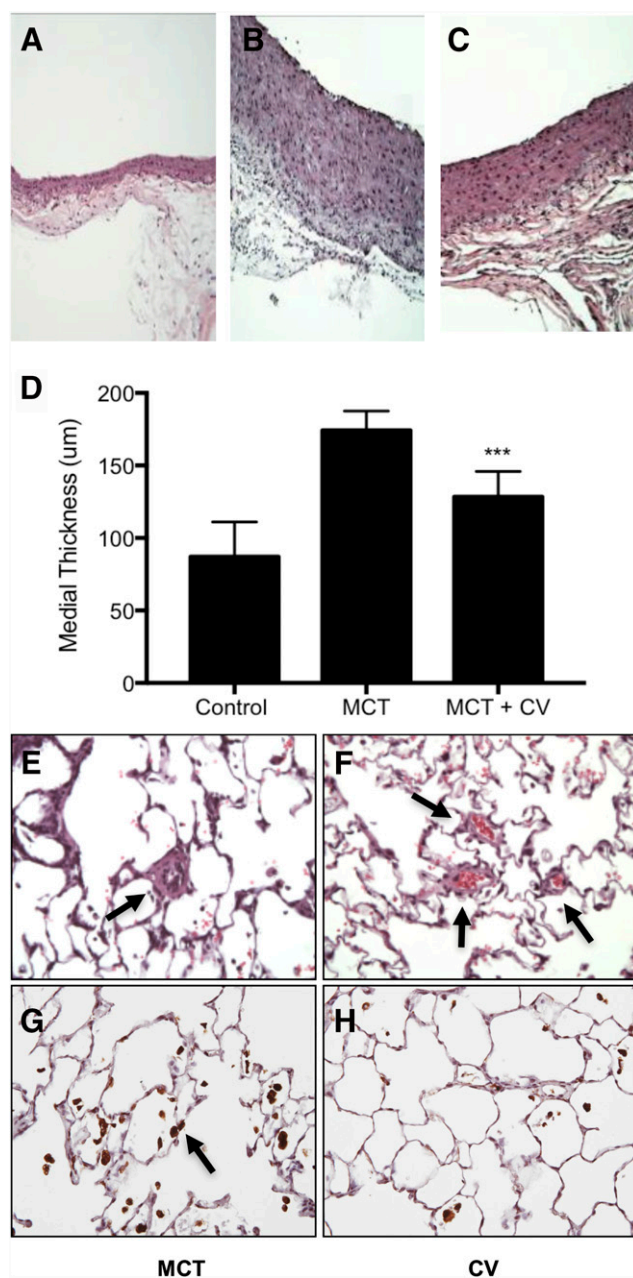 A
B
C
D
200
150
100
50
0
Medial Thickness (um)
***
Control
MCT
MCT + CV
E
F
G
H
MCT
CV